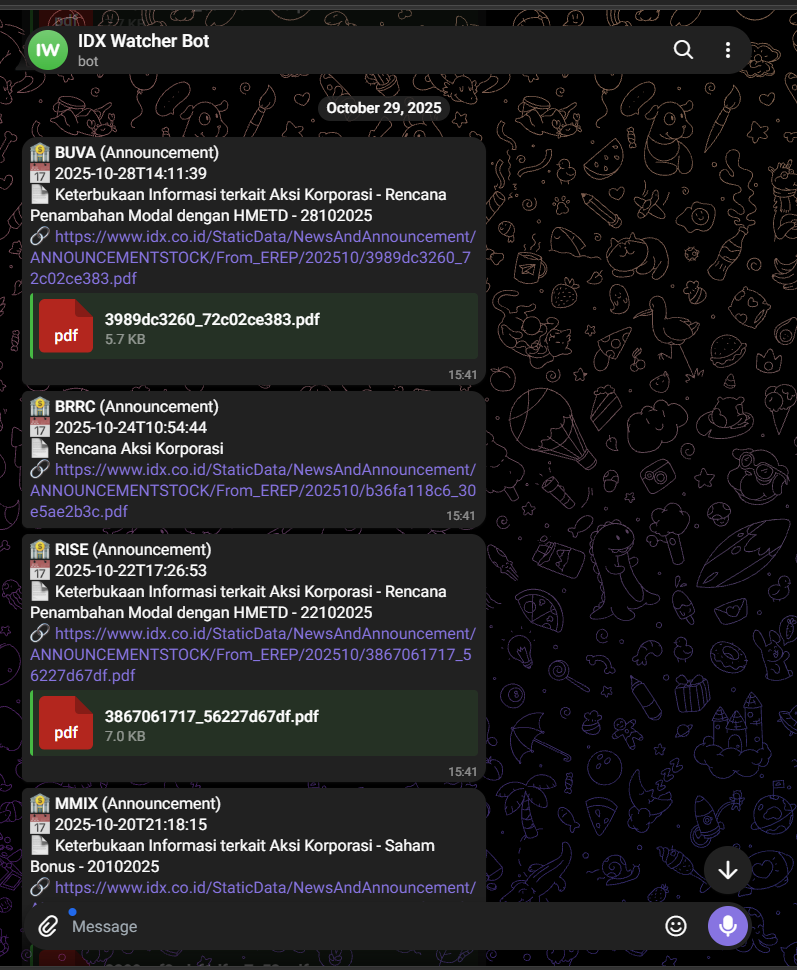 IDX Watcher Bot
IW
bot
October 29, 2025
BUVA (Announcement)
17 2025-10-28T14:11:39
Keterbukaan Informasi terkait Aksi Korporasi - Rencana
Penambahan Modal dengan HMETD - 28102025
https://www.idx.co.id/StaticData/NewsAndAnnouncement/
ANNOUNCEMENTSTOCK/From_EREP/202510/3989dc3260_7
2c02ce383.pdf
pdf
3989dc3260_72c02ce383.pdf
5.7 KB
15:41
BRRC (Announcement)
17 2025-10-24T10:54:44
Rencana Aksi Korporasi
https://www.idx.co.id/StaticData/NewsAndAnnouncement/
ANNOUNCEMENTSTOCK/From_EREP/202510/b36fa118c6_30
e5ae2b3c.pdf
15:41
RISE (Announcement)
17 2025-10-22T17:26:53
Keterbukaan Informasi terkait Aksi Korporasi - Rencana
Penambahan Modal dengan HMETD - 22102025
https://www.idx.co.id/StaticData/NewsAndAnnouncement/
ANNOUNCEMENTSTOCK/From_EREP/202510/3867061717_5
6227d67df.pdf
pdf
3867061717_56227d67df.pdf
7.0 KB
15:41
MMIX (Announcement)
17 2025-10-20T21:18:15
Keterbukaan Informasi terkait Aksi Korporasi - Saham
Bonus - 20102025
https://www.idx.co.id/StaticData/NewsAndAnnouncement/
Message